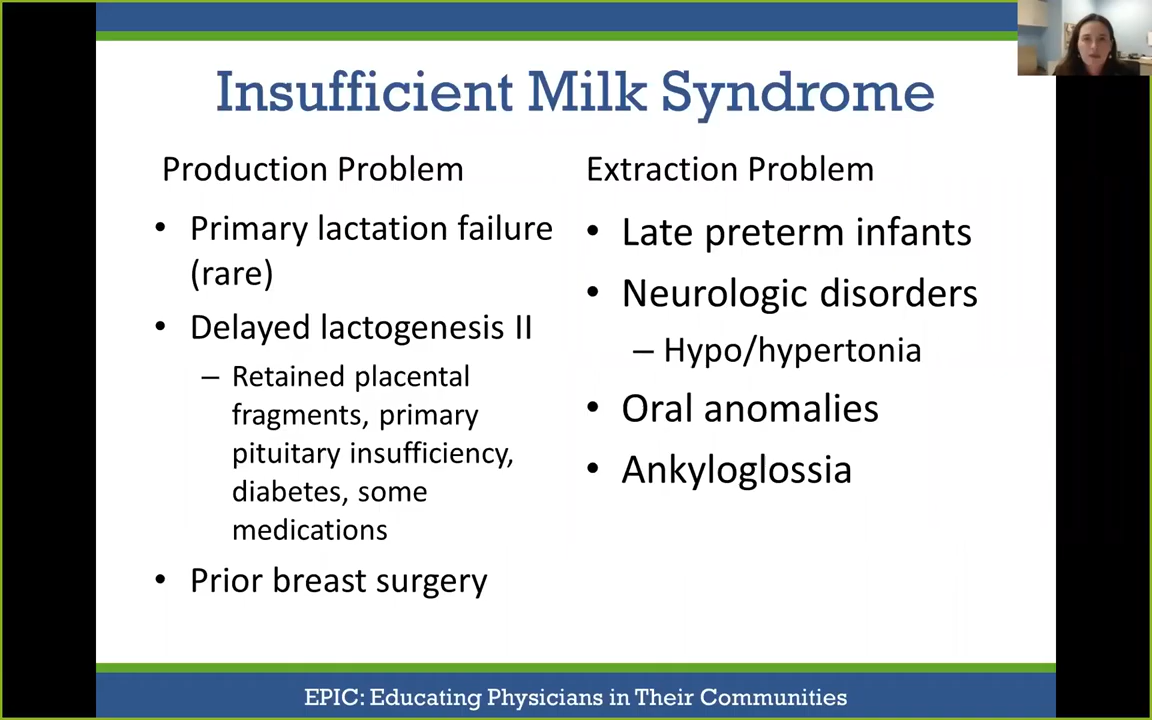 Insufficient Milk Syndrome
Production Problem
• Primary lactation failure
(rare)
• Delayed lactogenesis II
– Retained placental
fragments, primary
pituitary insufficiency,
diabetes, some
medications
• Prior breast surgery
Extraction Problem
• Late preterm infants
• Neurologic disorders
– Hypo/hypertonia
• Oral anomalies
• Ankyloglossia
EPIC: Educating Physicians in Their Communities